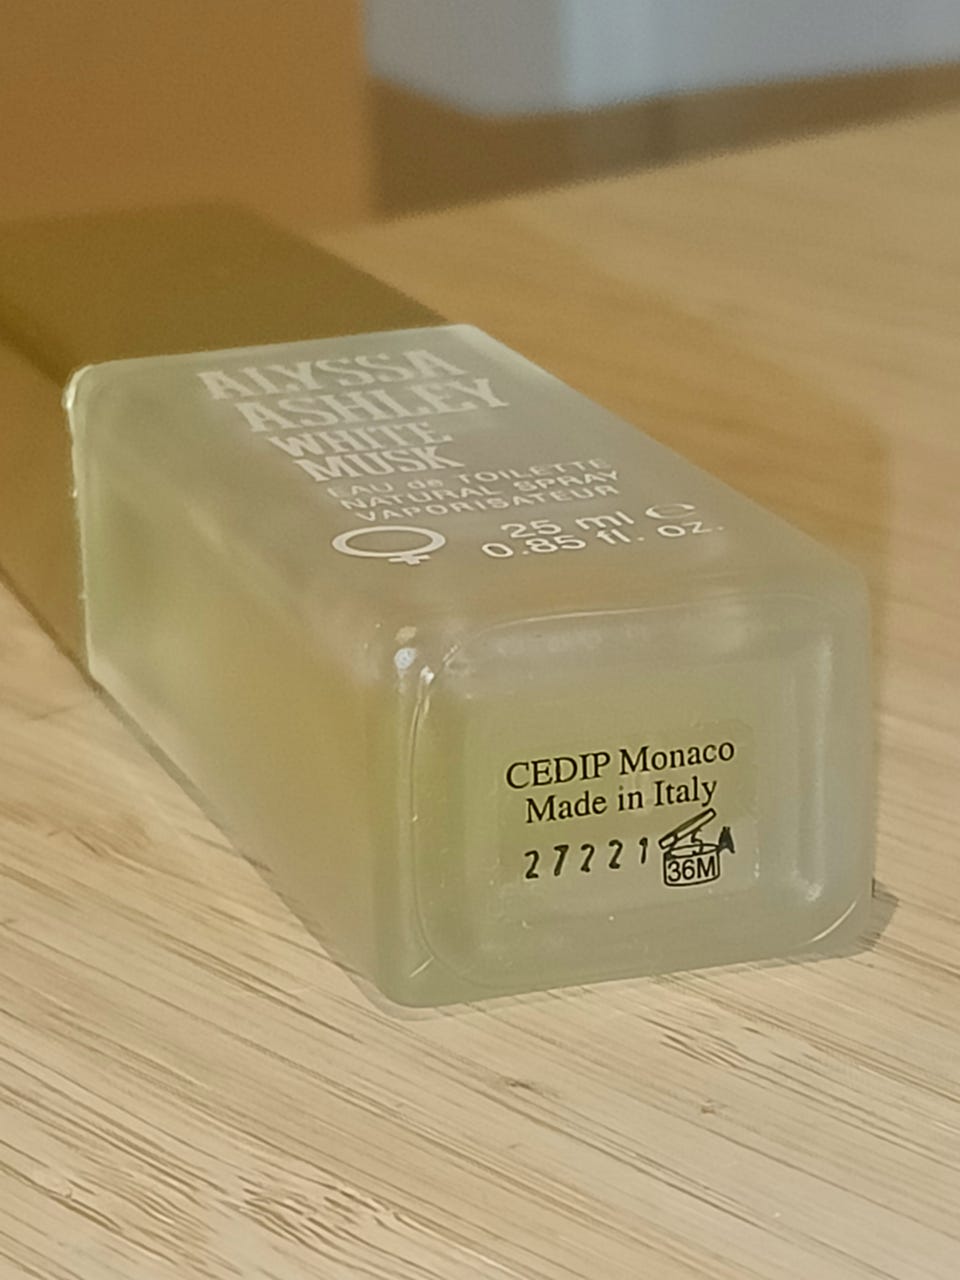 ALYSSA
ASHLEY
WHITE
MUSK
EAU de TOILETTE
NATURAL SPRAY
VAPORISATEUR
25 ml ℮
0.85 fl. oz.
CEDIP Monaco
Made in Italy
27221
36M